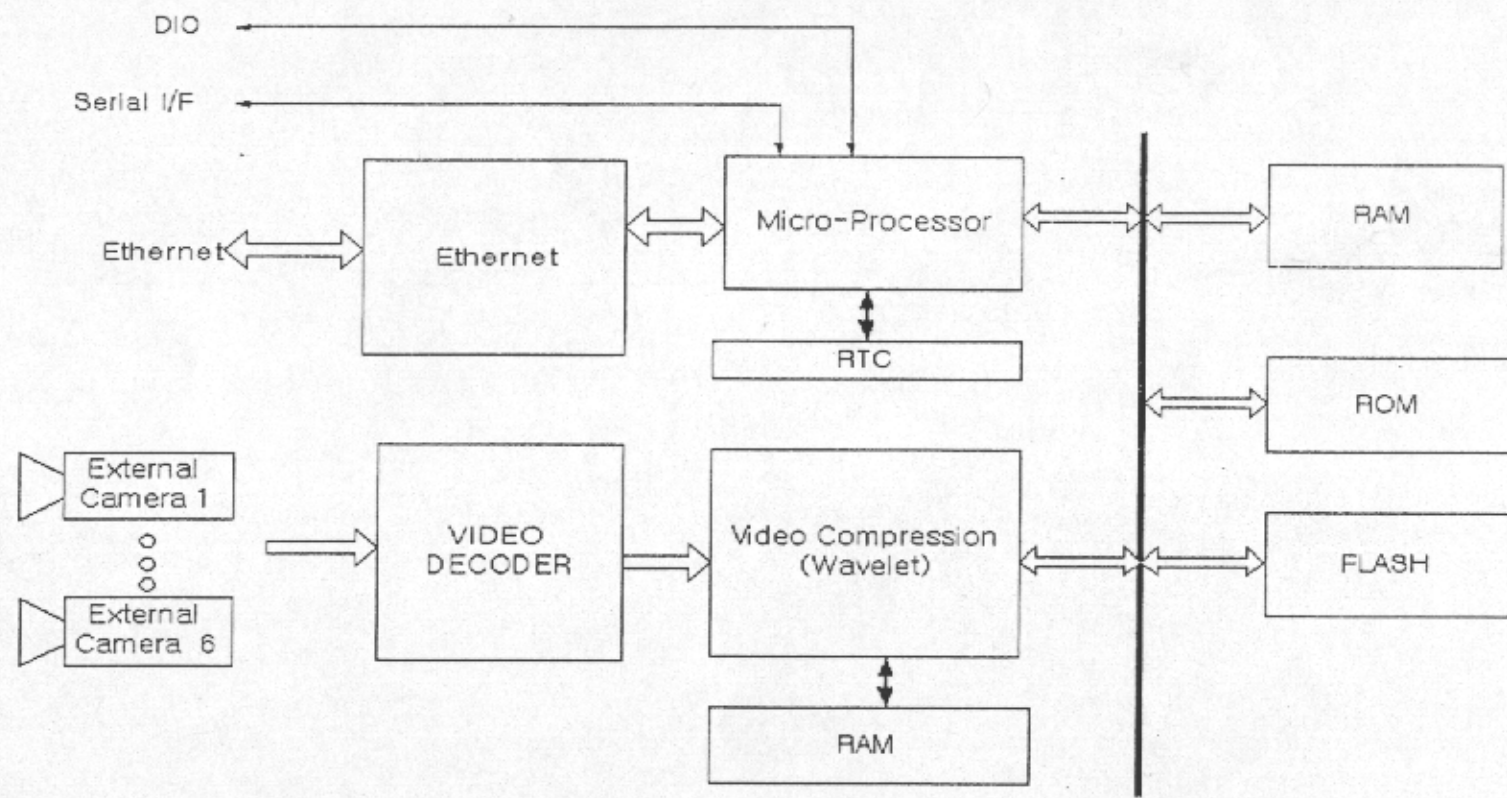 DIO
Serial I/F
Ethernet
Ethernet
Micro-Processor
RAM
RTC
ROM
External
Camera 1
VIDEO
DECODER
Video Compression
(Wavelet)
FLASH
External
Camera 6
RAM